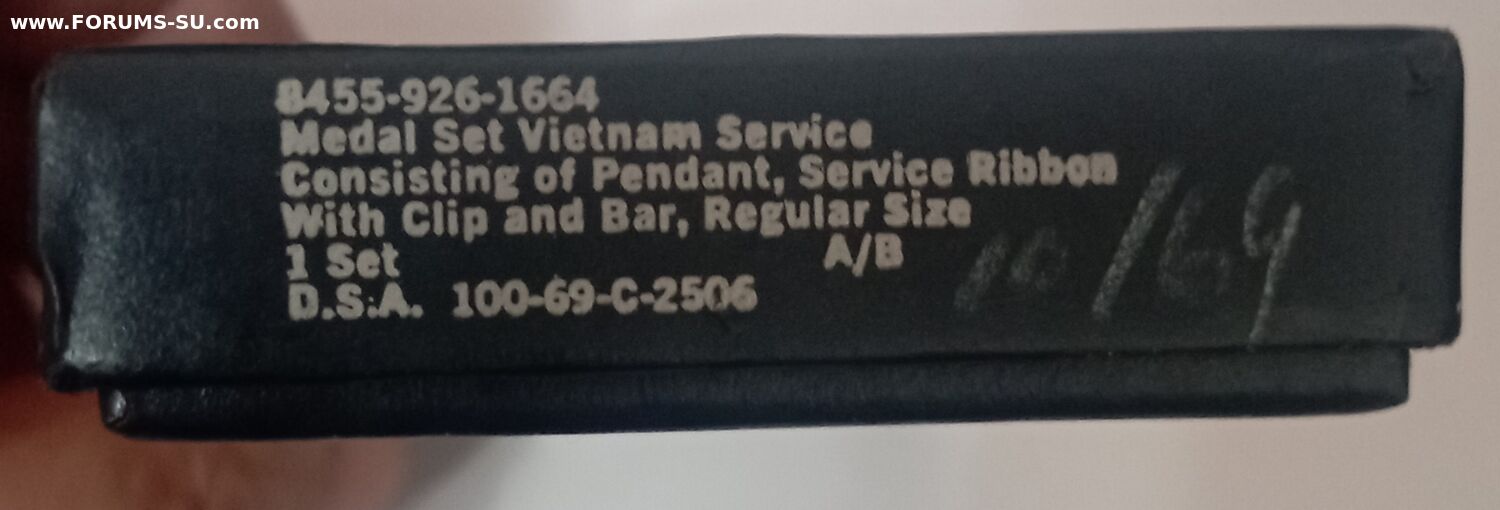 www.FORUMS-SU.com
8455-926-1664
Medal Set Vietnam Service
Consisting of Pendant, Service Ribbon
With Clip and Bar, Regular Size
1 Set A/B
D.S.A. 100-69-C-2506
10/69